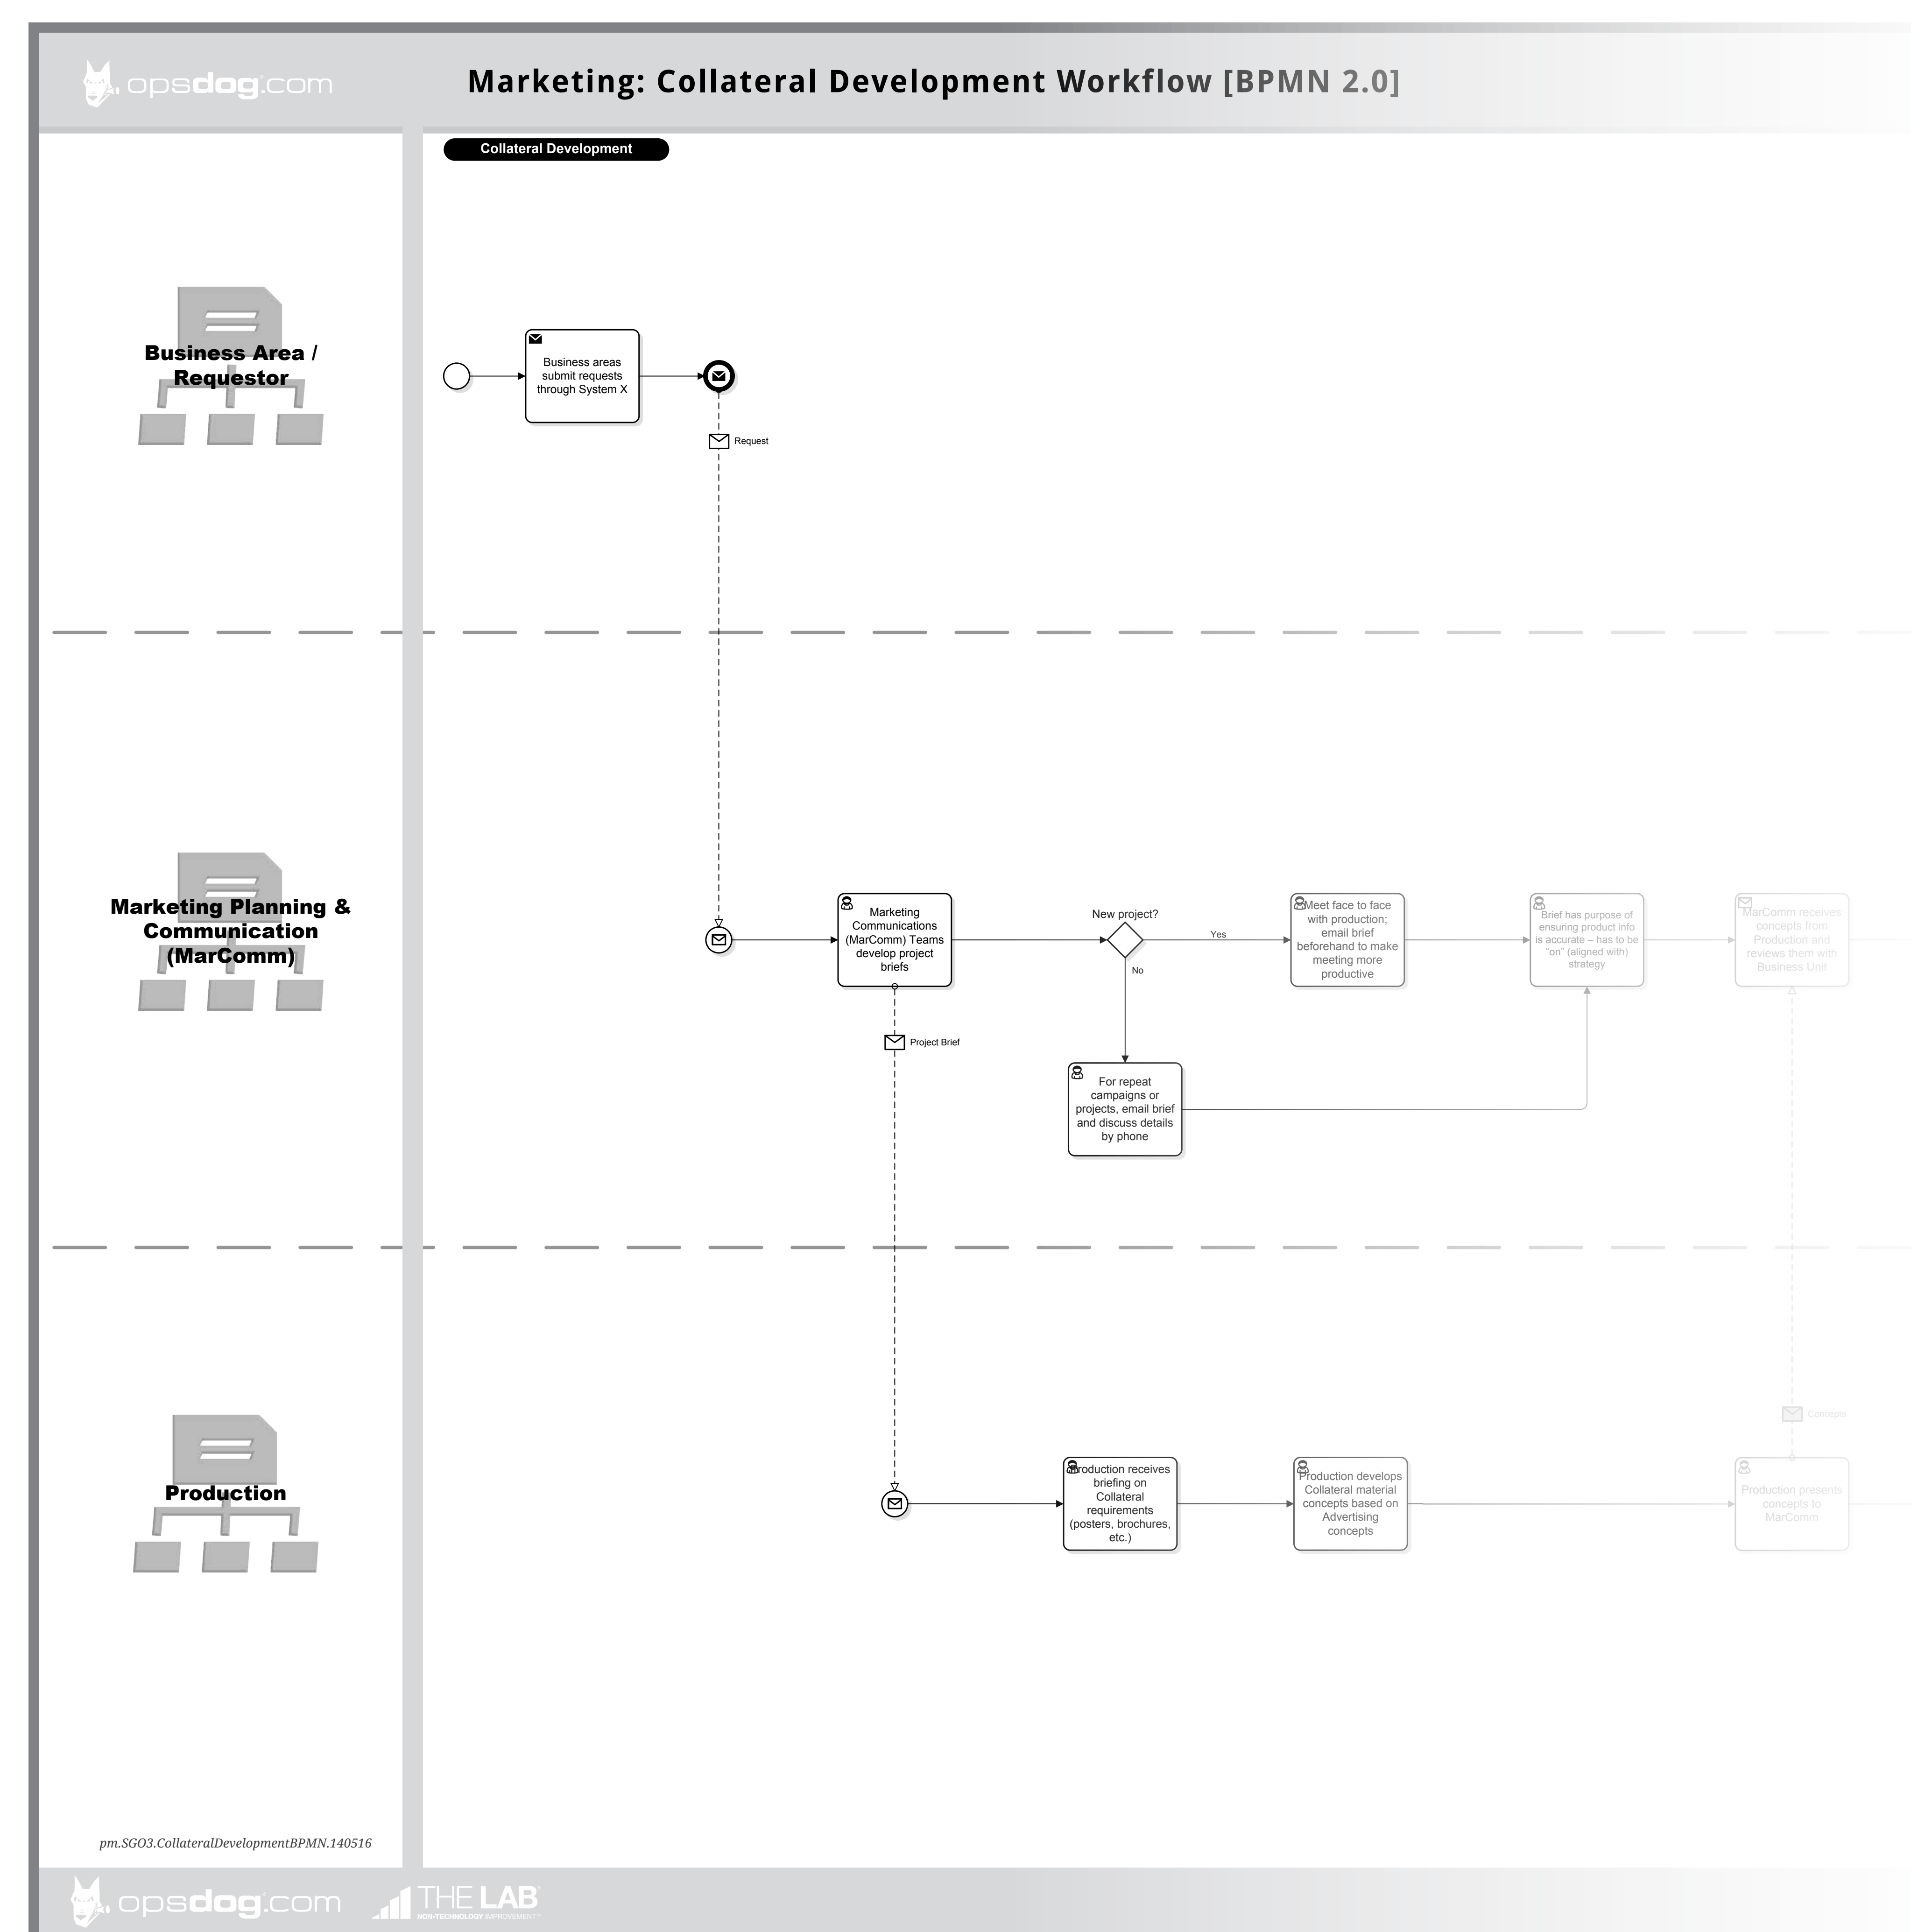 opsdog.com
Marketing: Collateral Development Workflow [BPMN 2.0]
Collateral Development
Business Area /
Requestor
Business areas
submit requests
through System X
Request
Marketing Planning &
Communication
(MarComm)
Marketing
Communications
(MarComm) Teams
develop project
briefs
New project?
Yes
No
Meet face to face
with production;
email brief
beforehand to make
meeting more
productive
Brief has purpose of
ensuring product info
is accurate – has to be
“on” (aligned with)
strategy
MarComm receives
concepts from
Production and
reviews them with
Business Unit
Project Brief
For repeat
campaigns or
projects, email brief
and discuss details
by phone
Concepts
Production
Production receives
briefing on
Collateral
requirements
(posters, brochures,
etc.)
Production develops
Collateral material
concepts based on
Advertising
concepts
Production presents
concepts to
MarComm
pm.SGO3.CollateralDevelopmentBPMN.140516
opsdog.com
THE LAB
NON-TECHNOLOGY IMPROVEMENT